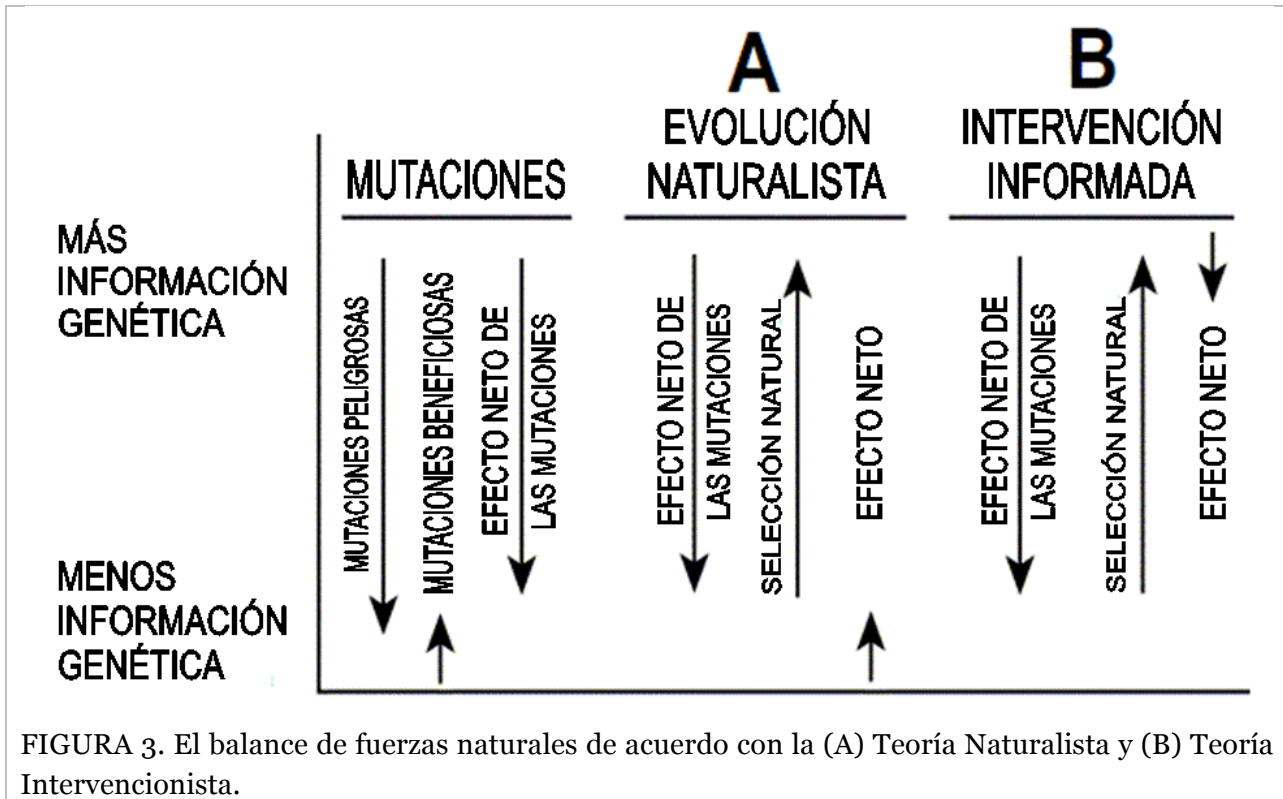 A
B
MUTACIONES
EVOLUCIÓN
NATURALISTA
INTERVENCIÓN
INFORMADA
MÁS
INFORMACIÓN
GENÉTICA
MENOS
INFORMACIÓN
GENÉTICA
MUTACIONES PELIGROSAS
MUTACIONES BENEFICIOSAS
EFECTO NETO DE
LAS MUTACIONES
EFECTO NETO DE
LAS MUTACIONES
SELECCIÓN NATURAL
EFECTO NETO
EFECTO NETO DE
LAS MUTACIONES
SELECCIÓN NATURAL
EFECTO NETO
FIGURA 3. El balance de fuerzas naturales de acuerdo con la (A) Teoría Naturalista y (B) Teoría
Intervencionista.